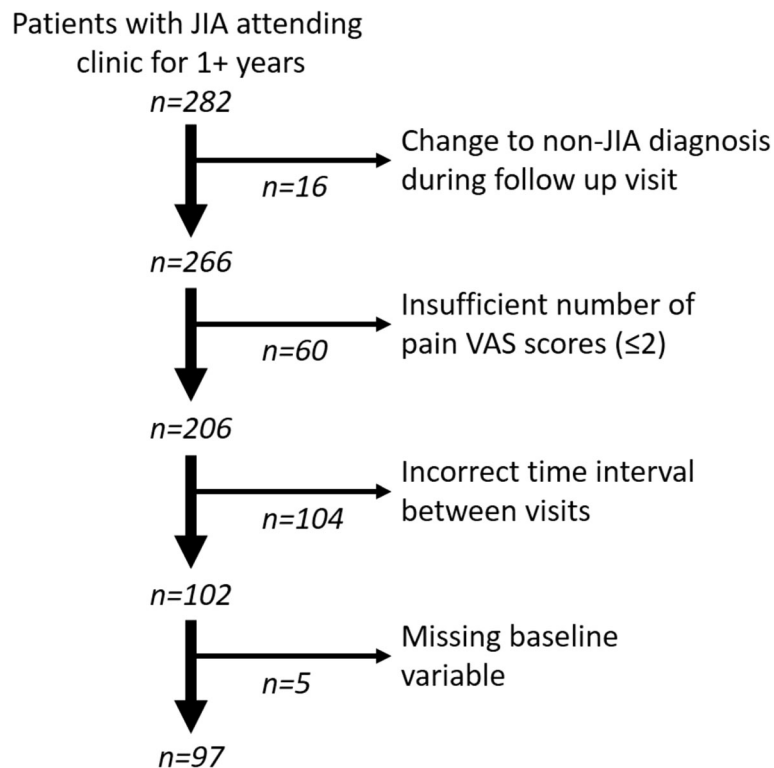 Patients with JIA attending
clinic for 1+ years
n=282
Change to non-JIA diagnosis
during follow up visit
n=16
n=266
Insufficient number of
pain VAS scores (≤2)
n=60
n=206
Incorrect time interval
between visits
n=104
n=102
Missing baseline
variable
n=5
n=97